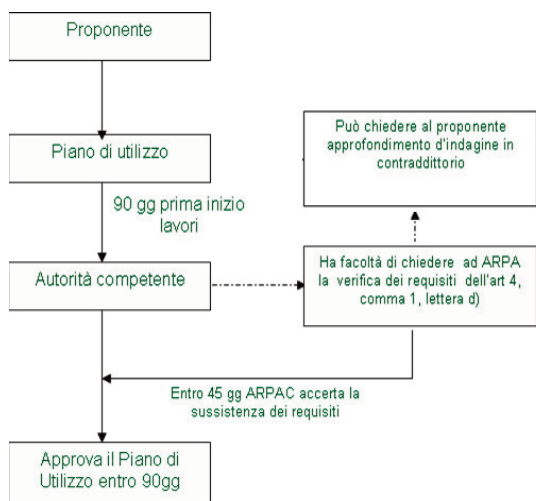 Proponente
Può chiedere al proponente
approfondimento d'indagine in
contraddittorio
Piano di utilizzo
90 gg prima inizio
lavori
Autorità competente
Ha facoltà di chiedere ad ARPA
la verifica dei requisiti dell'art 4,
comma 1, lettera d)
Entro 45 gg ARPAC accerta la
sussistenza dei requisiti
Approva il Piano di
Utilizzo entro 90gg